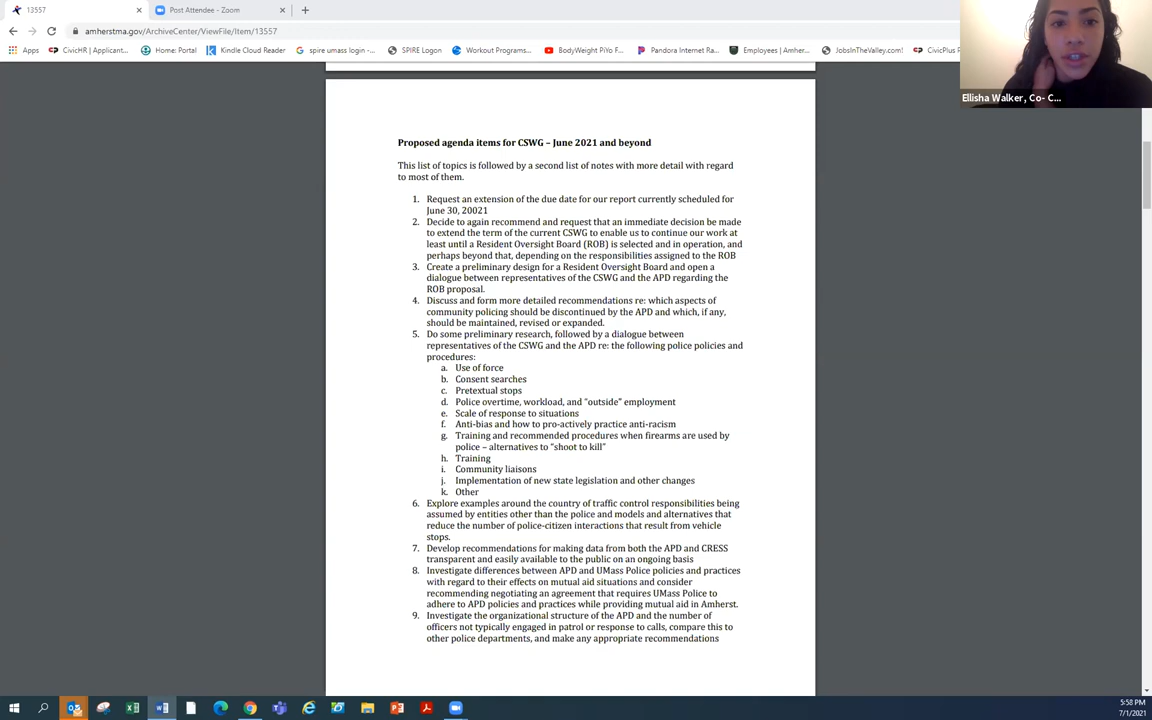 13557
Post Attendee - Zoom
amherstma.gov/ArchiveCenter/ViewFile/Item/13557
Apps
CivicHR | Applicant...
Home: Portal
Kindle Cloud Reader
spire umass login -...
SPIRE Logon
Workout Programs...
BodyWeight PiYo F...
Pandora Internet Ra...
Employees | Amher...
JobsInTheValley.com!
CivicPlus P
Ellisha Walker, Co- C...
Proposed agenda items for CSWG – June 2021 and beyond
This list of topics is followed by a second list of notes with more detail with regard
to most of them.
1. Request an extension of the due date for our report currently scheduled for
June 30, 20021
2. Decide to again recommend and request that an immediate decision be made
to extend the term of the current CSWG to enable us to continue our work at
least until a Resident Oversight Board (ROB) is selected and in operation, and
perhaps beyond that, depending on the responsibilities assigned to the ROB
3. Create a preliminary design for a Resident Oversight Board and open a
dialogue between representatives of the CSWG and the APD regarding the
ROB proposal.
4. Discuss and form more detailed recommendations re: which aspects of
community policing should be discontinued by the APD and which, if any,
should be maintained, revised or expanded.
5. Do some preliminary research, followed by a dialogue between
representatives of the CSWG and the APD re: the following police policies and
procedures:
a. Use of force
b. Consent searches
c. Pretextual stops
d. Police overtime, workload, and "outside" employment
e. Scale of response to situations
f. Anti-bias and how to pro-actively practice anti-racism
g. Training and recommended procedures when firearms are used by
police – alternatives to "shoot to kill"
h. Training
i. Community liaisons
j. Implementation of new state legislation and other changes
k. Other
6. Explore examples around the country of traffic control responsibilities being
assumed by entities other than the police and models and alternatives that
reduce the number of police-citizen interactions that result from vehicle
stops.
7. Develop recommendations for making data from both the APD and CRESS
transparent and easily available to the public on an ongoing basis
8. Investigate differences between APD and UMass Police policies and practices
with regard to their effects on mutual aid situations and consider
recommending negotiating an agreement that requires UMass Police to
adhere to APD policies and practices while providing mutual aid in Amherst.
9. Investigate the organizational structure of the APD and the number of
officers not typically engaged in patrol or response to calls, compare this to
other police departments, and make any appropriate recommendations
5:58 PM
7/1/2021